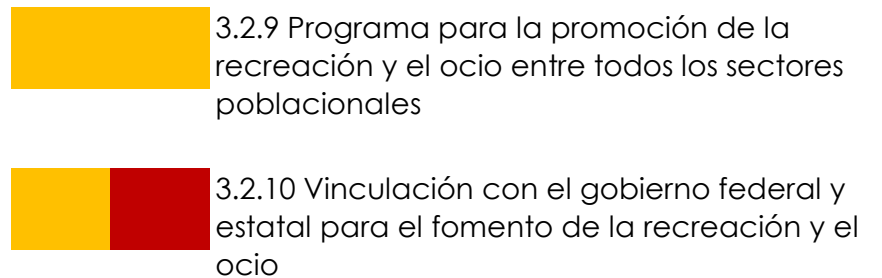 3.2.9 Programa para la promoción de la
recreación y el ocio entre todos los sectores
poblacionales
3.2.10 Vinculación con el gobierno federal y
estatal para el fomento de la recreación y el
ocio